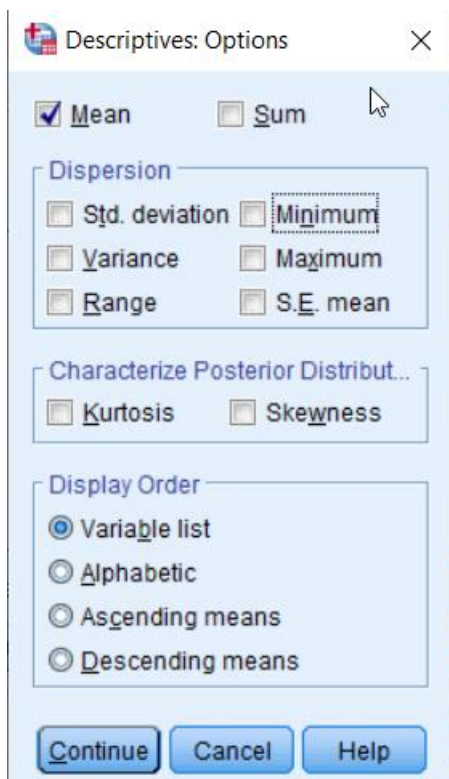 Descriptives: Options
Mean Sum
Dispersion
Std. deviation Minimum
Variance Maximum
Range S.E. mean
Characterize Posterior Distribut...
Kurtosis Skewness
Display Order
Variable list
Alphabetic
Ascending means
Descending means
Continue Cancel Help